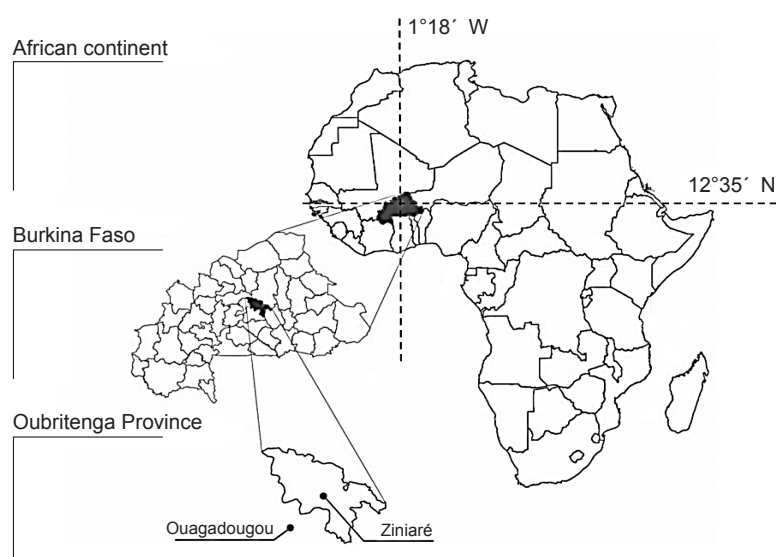 1°18´ W
African continent
12°35´ N
Burkina Faso
Oubritenga Province
Ouagadougou
Ziniaré